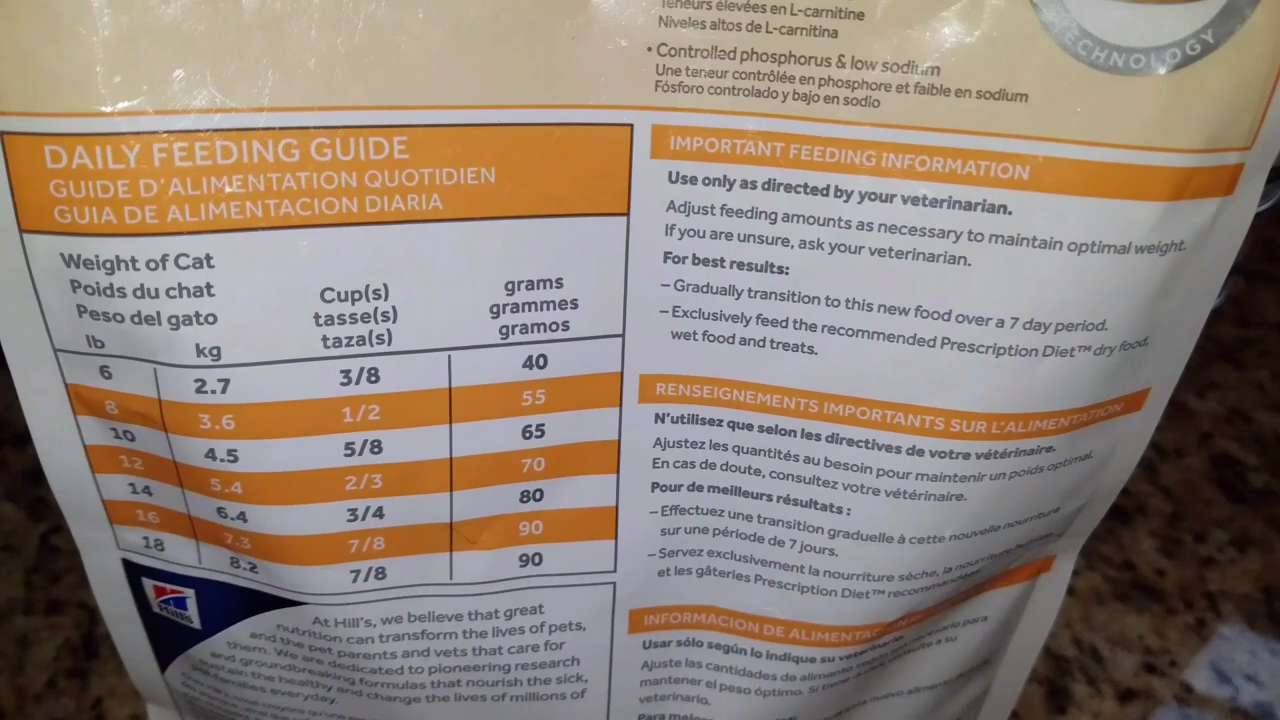 Teneurs élevées en L-carnitine
Niveles altos de L-carnitina
• Controlled phosphorus & low sodium
Une teneur contrôlée en phosphore et faible en sodium
Fósforo controlado y bajo en sodio
TECHNOLOGY
DAILY FEEDING GUIDE
GUIDE D'ALIMENTATION QUOTIDIEN
GUIA DE ALIMENTACION DIARIA
Weight of Cat
Poids du chat
Peso del gato
lb kg
Cup(s)
tasse(s)
taza(s)
grams
grammes
gramos
6 2.7 3/8 40
8 3.6 1/2 55
10 4.5 5/8 65
12 5.4 2/3 70
14 6.4 3/4 80
16 7.3 7/8 90
18 8.2 7/8 90
Hill's
At Hill's, we believe that great
nutrition can transform the lives of pets,
and the pet parents and vets that care for
them. We are dedicated to pioneering research
and groundbreaking formulas that nourish the sick,
sustain the healthy and change the lives of millions of
families everyday.
IMPORTANT FEEDING INFORMATION
Use only as directed by your veterinarian.
Adjust feeding amounts as necessary to maintain optimal weight.
If you are unsure, ask your veterinarian.
For best results:
– Gradually transition to this new food over a 7 day period.
– Exclusively feed the recommended Prescription Diet™ dry food,
wet food and treats.
RENSEIGNEMENTS IMPORTANTS SUR L'ALIMENTATION
N'utilisez que selon les directives de votre vétérinaire.
Ajustez les quantités au besoin pour maintenir un poids optimal.
En cas de doute, consultez votre vétérinaire.
Pour de meilleurs résultats :
– Effectuez une transition graduelle à cette nouvelle nourriture
sur une période de 7 jours.
– Servez exclusivement la nourriture sèche, la nourriture
et les gâteries Prescription Diet™ recommandées
INFORMACION DE ALIMENTAC
Usar sólo según lo indique su veterinario.
Ajuste las cantidades de alimento según sea necesario para
mantener el peso óptimo. Si tiene dudas, consulte a su
veterinario.